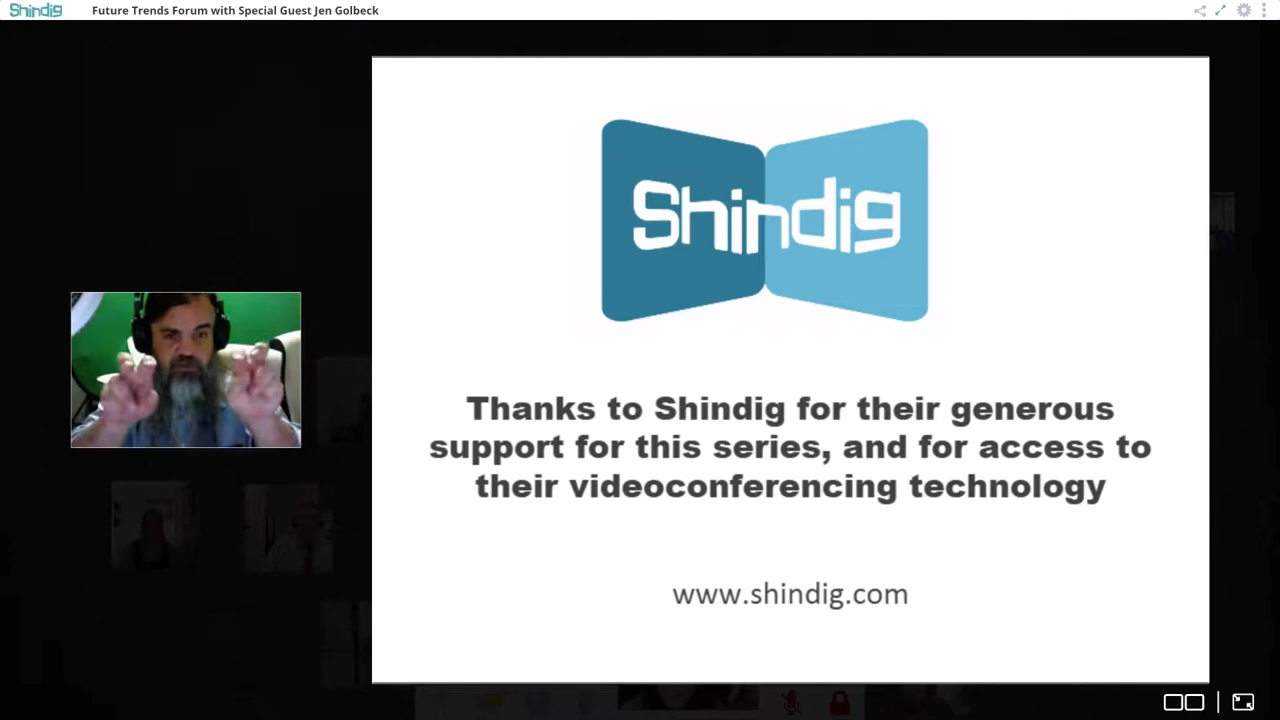 Shindig
Future Trends Forum with Special Guest Jen Golbeck
Shindig
Thanks to Shindig for their generous
support for this series, and for access to
their videoconferencing technology
www.shindig.com